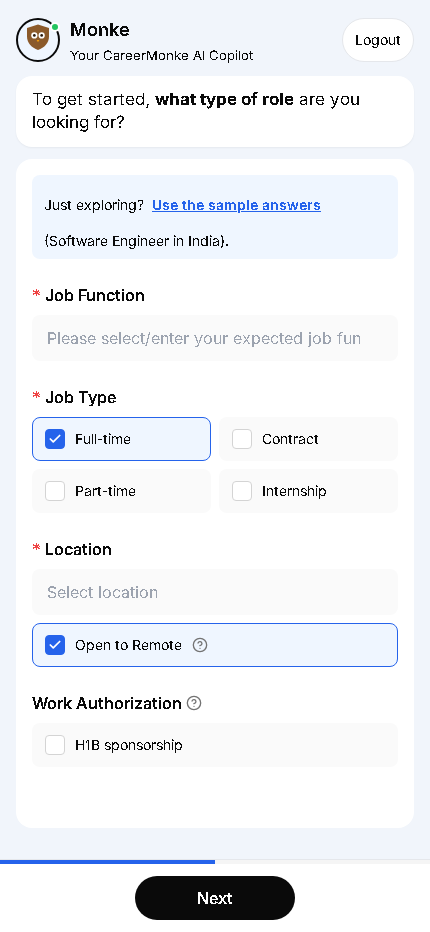 Monke
Your CareerMonke AI Copilot
Logout
To get started, what type of role are you
looking for?
Just exploring? Use the sample answers
(Software Engineer in India).
* Job Function
Please select/enter your expected job fun
* Job Type
Full-time
Contract
Part-time
Internship
* Location
Select location
Open to Remote ?
Work Authorization ?
H1B sponsorship
Next